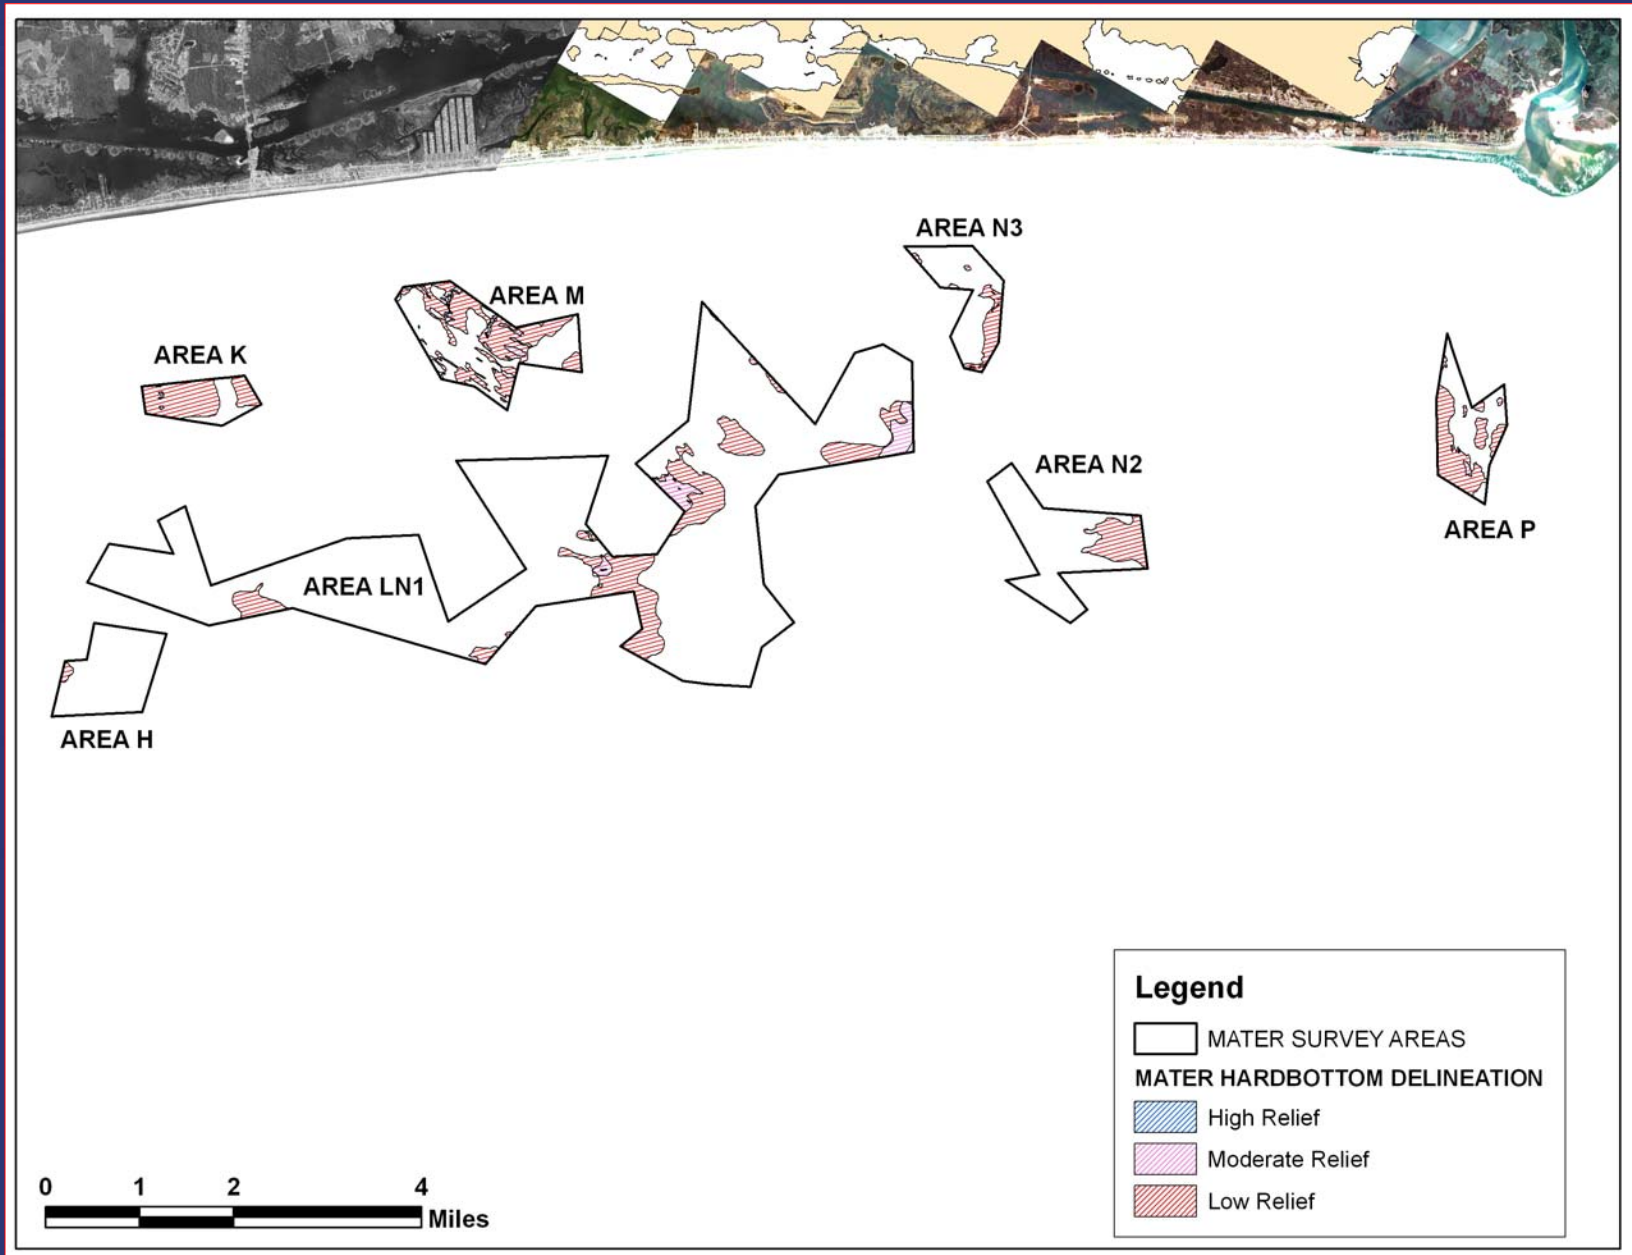 AREA N3
AREA M
AREA K
AREA N2
AREA P
AREA LN1
AREA H
Legend
MATER SURVEY AREAS
MATER HARDBOTTOM DELINEATION
High Relief
Moderate Relief
Low Relief
0 1 2 4
Miles